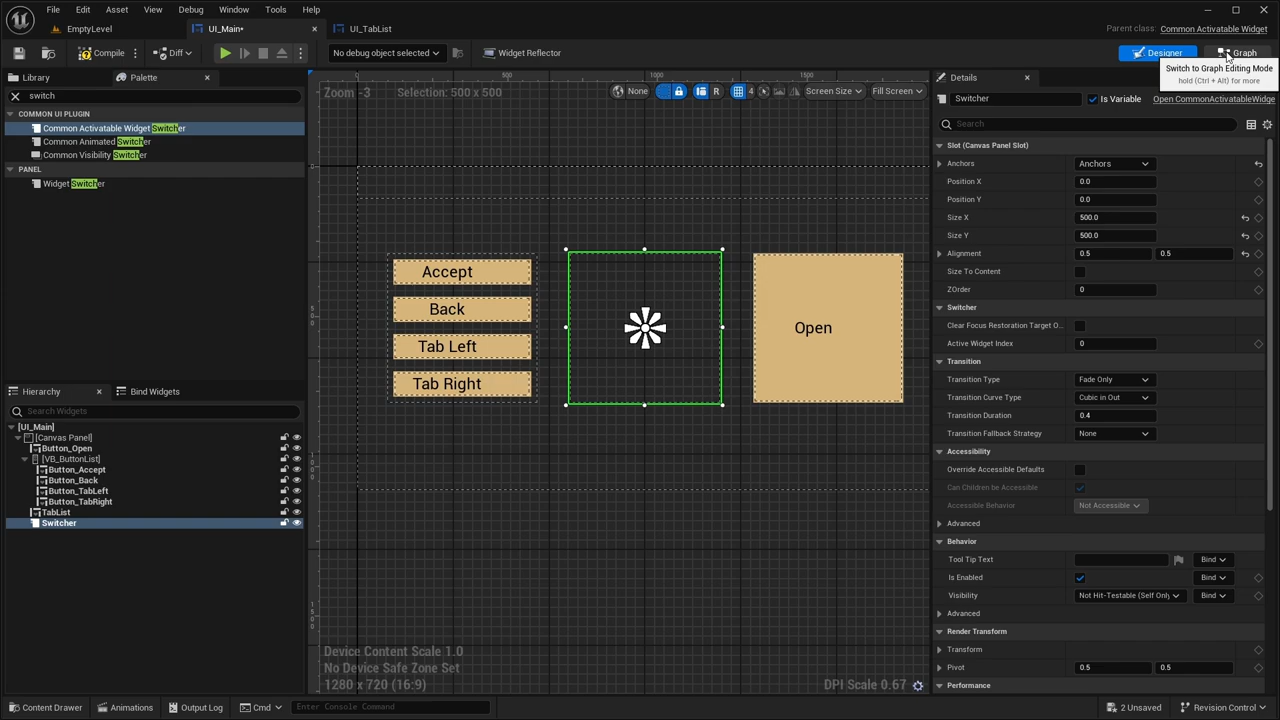 File Edit Asset View Debug Window Tools Help
EmptyLevel
UI_Main*
UI_TabList
Parent class: Common Activatable Widget
Compile
Diff
No debug object selected
Widget Reflector
Designer
Graph
Switch to Graph Editing Mode
hold (Ctrl + Alt) for more
Library
Palette
switch
COMMON UI PLUGIN
Common Activatable Widget Switcher
Common Animated Switcher
Common Visibility Switcher
PANEL
Widget Switcher
Hierarchy
Bind Widgets
Search Widgets
[UI_Main]
[Canvas Panel]
Button_Open
[VB_ButtonList]
Button_Accept
Button_Back
Button_TabLeft
Button_TabRight
TabList
Switcher
Zoom -3
Selection: 500 x 500
None
R
4
Screen Size
Fill Screen
0
500
1000
1500
Accept
Back
Tab Left
Tab Right
Open
Device Content Scale 1.0
No Device Safe Zone Set
1280 x 720 (16:9)
DPI Scale 0.67
Details
Switcher
Is Variable
Open CommonActivatableWidge
Search
Slot (Canvas Panel Slot)
Anchors Anchors
Position X 0.0
Position Y 0.0
Size X 500.0
Size Y 500.0
Alignment 0.5 0.5
Size To Content
ZOrder 0
Switcher
Clear Focus Restoration Target O...
Active Widget Index 0
Transition
Transition Type Fade Only
Transition Curve Type Cubic in Out
Transition Duration 0.4
Transition Fallback Strategy None
Accessibility
Override Accessible Defaults
Can Children be Accessible
Accessible Behavior Not Accessible
Advanced
Behavior
Tool Tip Text Bind
Is Enabled Bind
Visibility Not Hit-Testable (Self Only Bind
Advanced
Render Transform
Transform
Pivot 0.5 0.5
Performance
Content Drawer
Animations
Output Log
Cmd
Enter Console Command
2 Unsaved
Revision Control